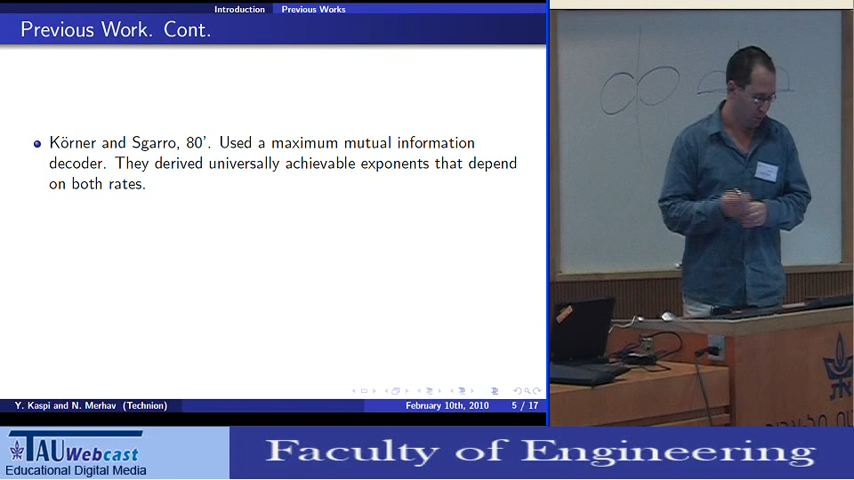 Introduction Previous Works
Previous Work. Cont.
Körner and Sgarro, 80'. Used a maximum mutual information
decoder. They derived universally achievable exponents that depend
on both rates.
Y. Kaspi and N. Merhav (Technion) February 10th, 2010 5 / 17
TAUWebcast
Educational Digital Media
Faculty of Engineering